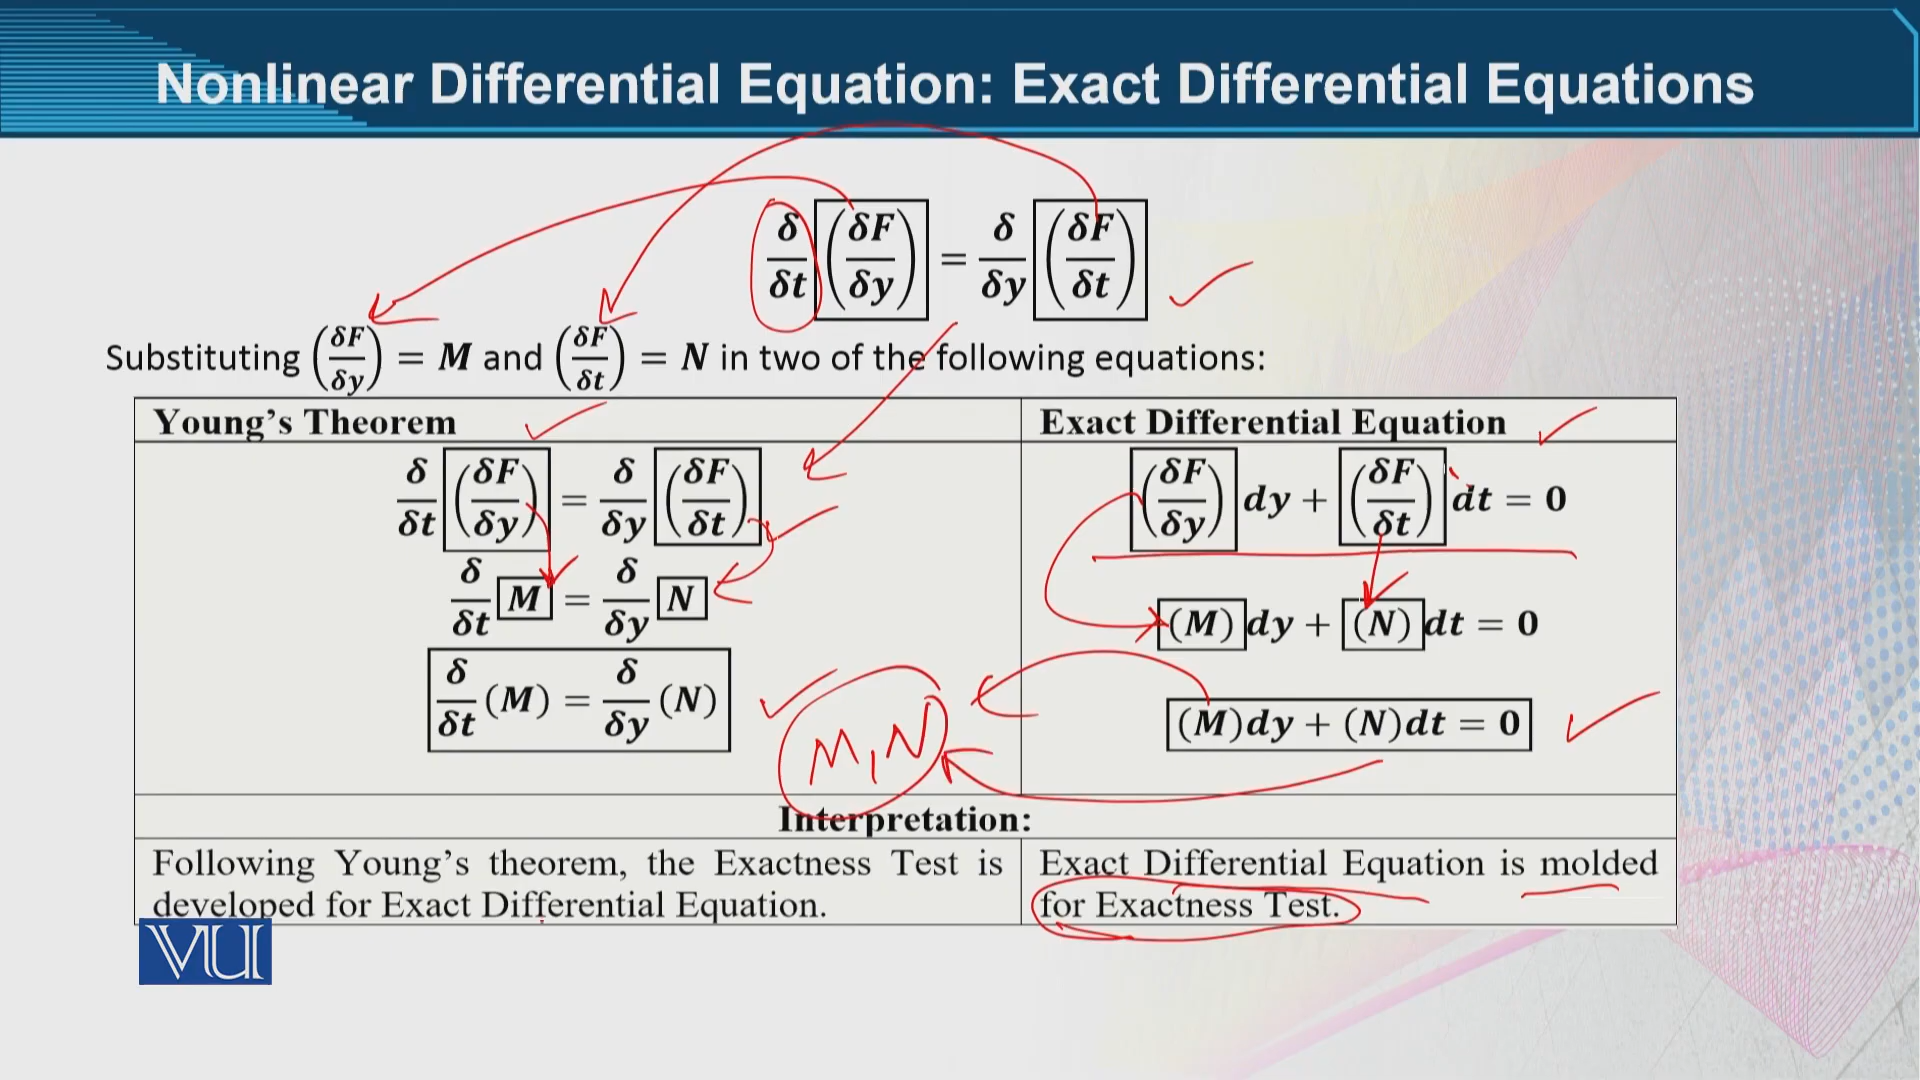 Nonlinear Differential Equation: Exact Differential Equations
δ/δt (δF/δy) = δ/δy (δF/δt)
Substituting (δF/δy) = M and (δF/δt) = N in two of the following equations:
Young's Theorem
δ/δt (δF/δy) = δ/δy (δF/δt)
δ/δt M = δ/δy N
δ/δt (M) = δ/δy (N)
Exact Differential Equation
(δF/δy) dy + (δF/δt) dt = 0
(M) dy + (N) dt = 0
(M)dy + (N)dt = 0
M, N
Interpretation:
Following Young's theorem, the Exactness Test is
developed for Exact Differential Equation.
Exact Differential Equation is molded
for Exactness Test.
VU